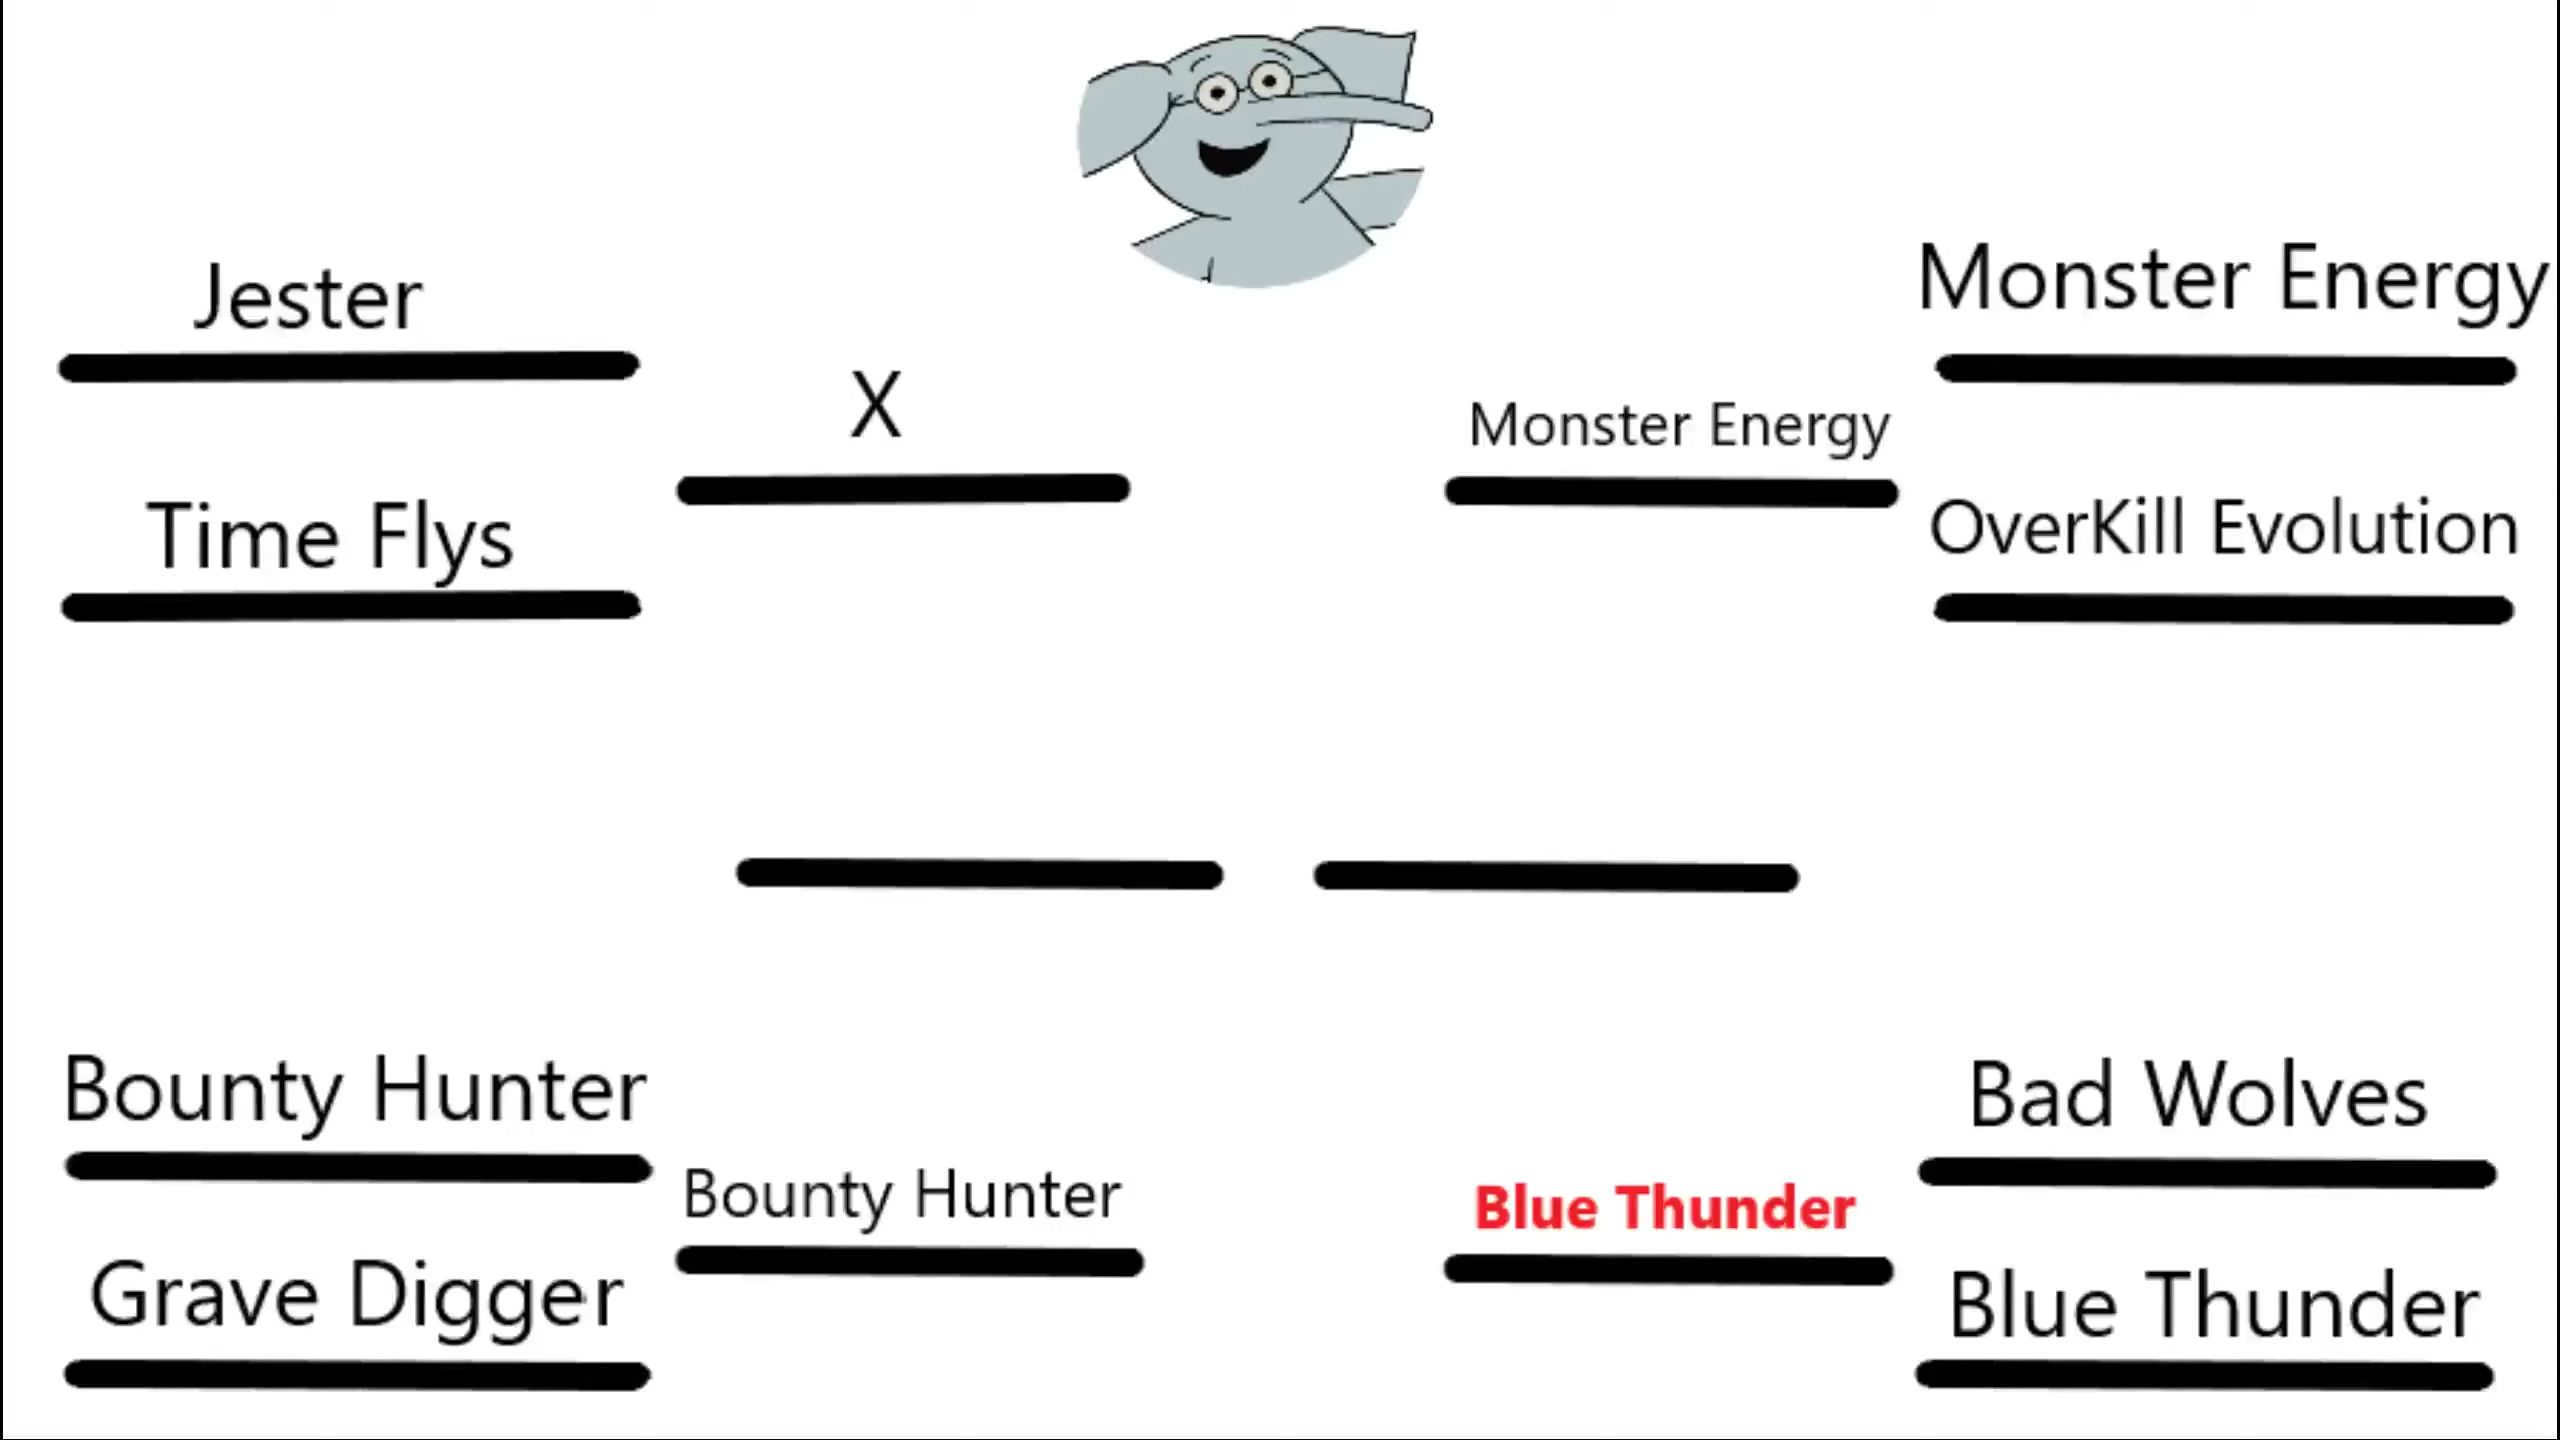 Jester
Monster Energy
X
Monster Energy
Time Flys
OverKill Evolution
Bounty Hunter
Bad Wolves
Bounty Hunter
Blue Thunder
Grave Digger
Blue Thunder